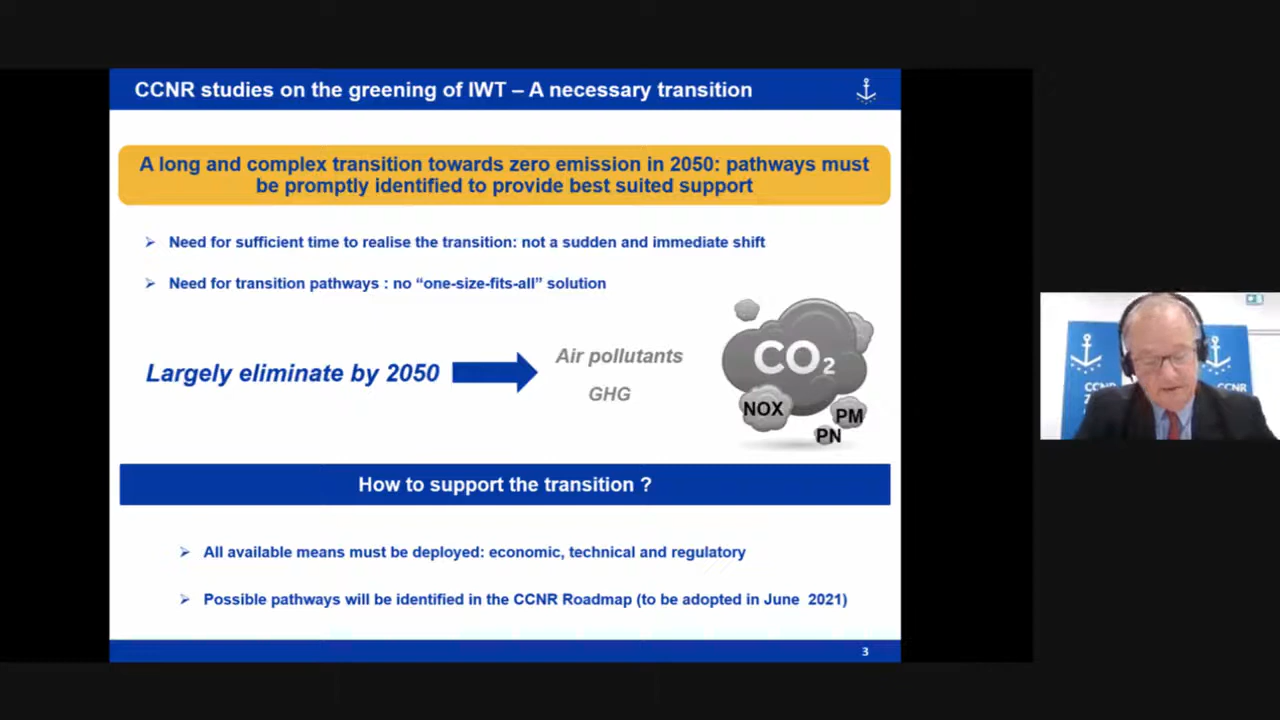 CCNR studies on the greening of IWT – A necessary transition
A long and complex transition towards zero emission in 2050: pathways must
be promptly identified to provide best suited support
➢ Need for sufficient time to realise the transition: not a sudden and immediate shift
➢ Need for transition pathways : no “one-size-fits-all” solution
Largely eliminate by 2050
Air pollutants
GHG
CO₂
NOX
PM
PN
How to support the transition ?
➢ All available means must be deployed: economic, technical and regulatory
➢ Possible pathways will be identified in the CCNR Roadmap (to be adopted in June 2021)
3
CCNR
CCNR